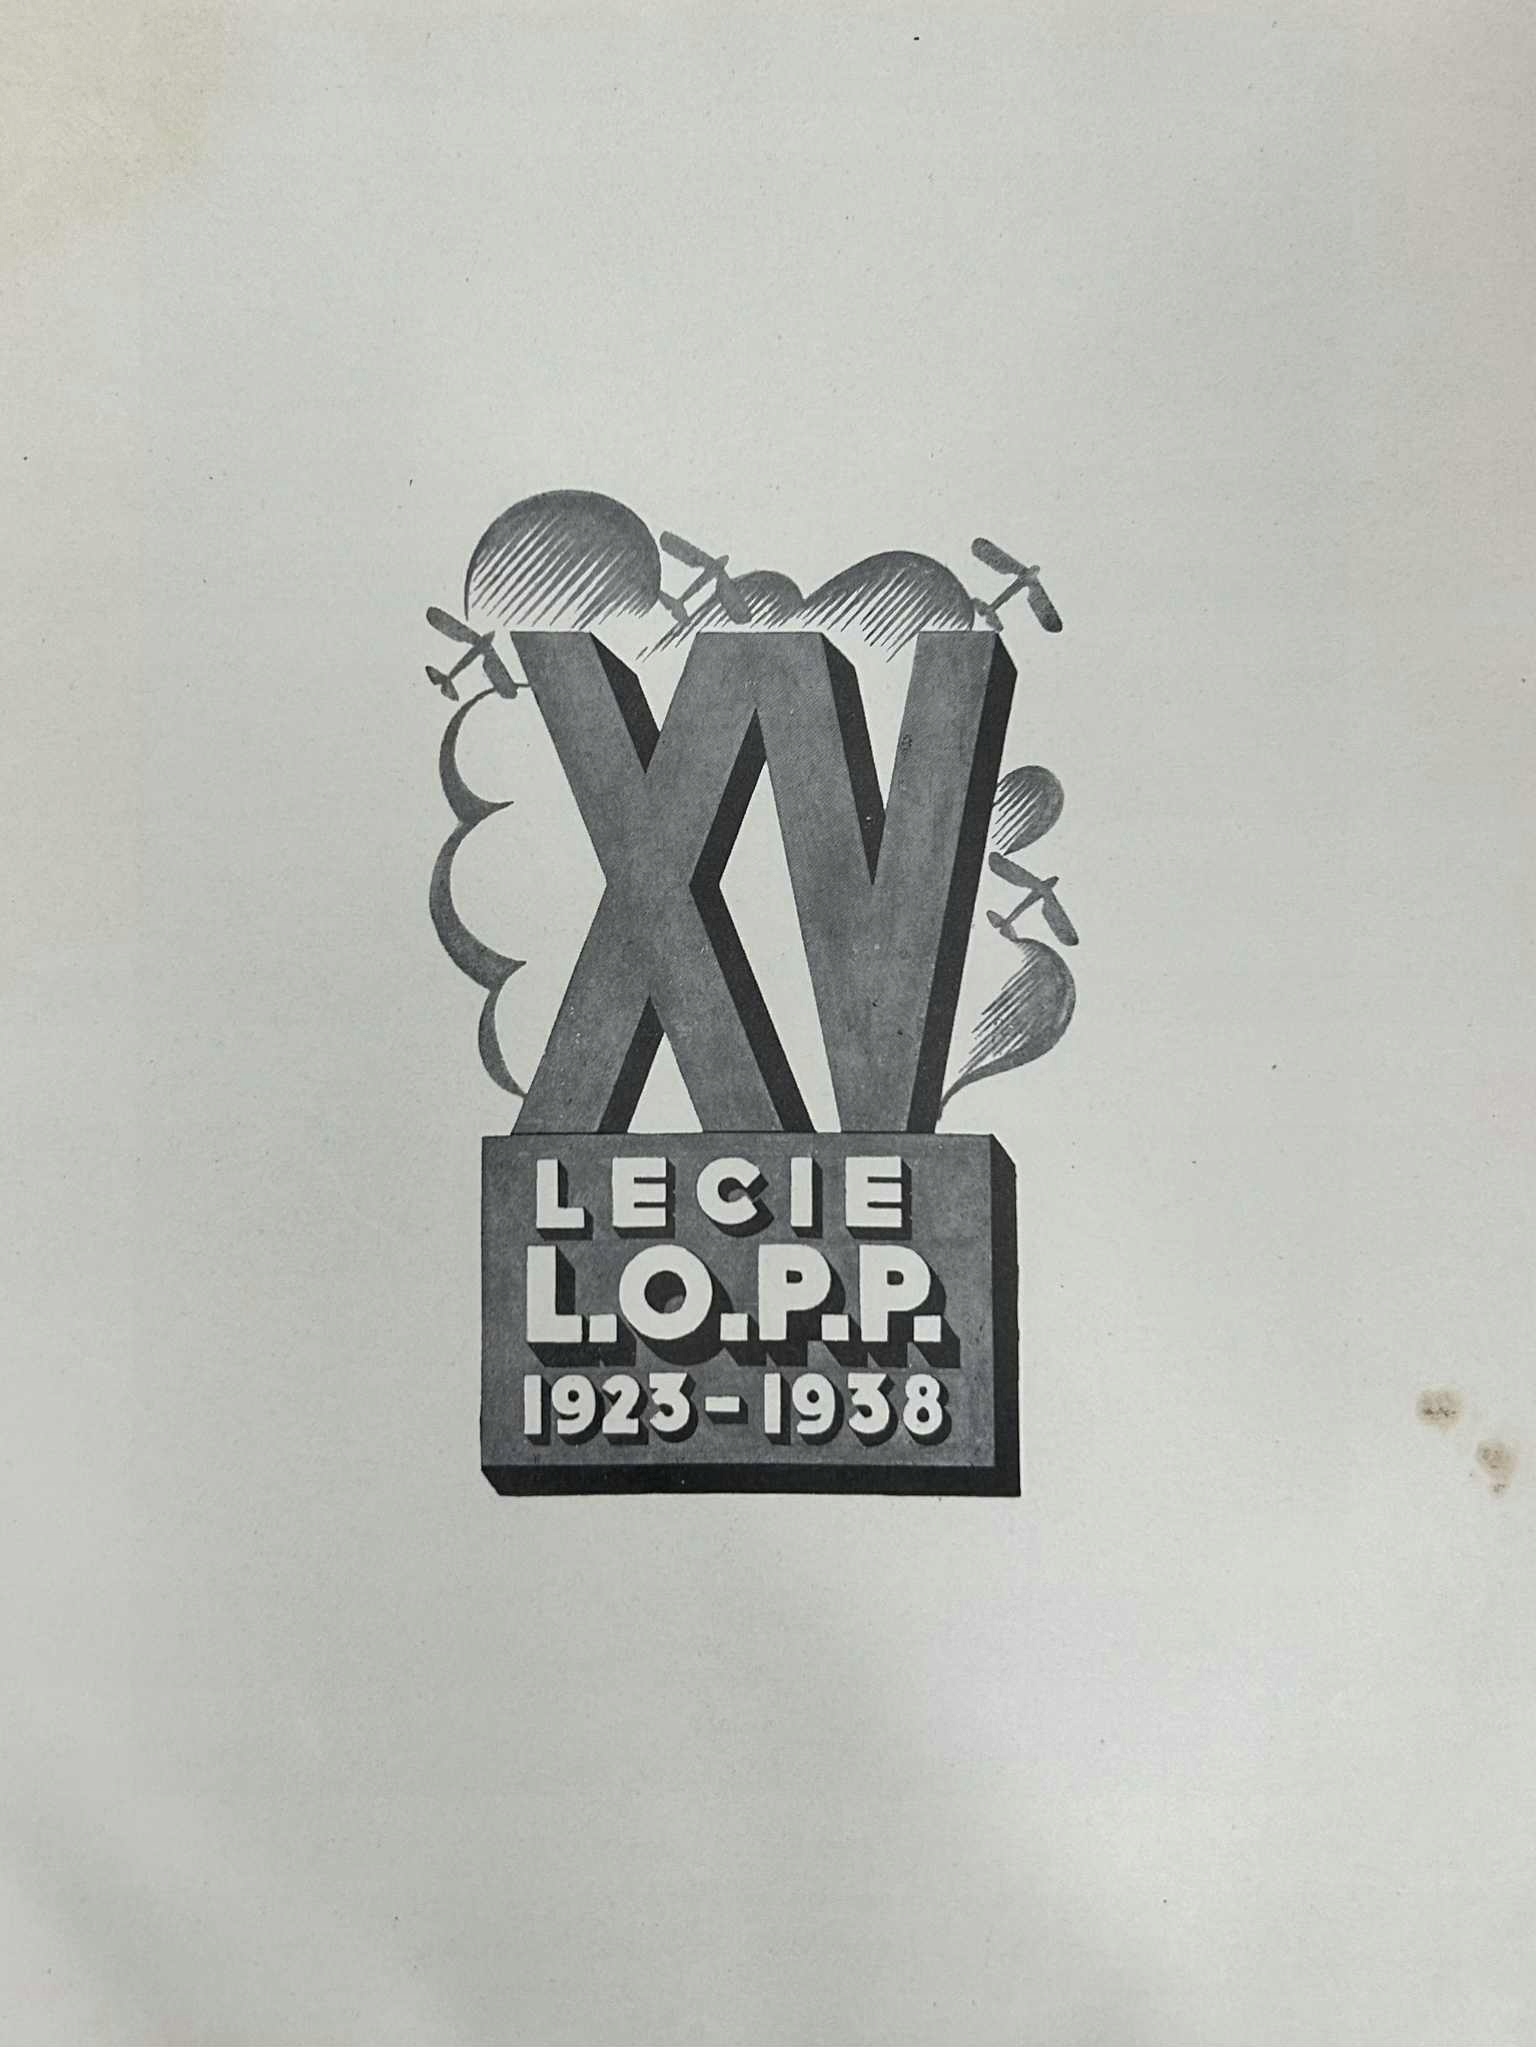 XV
LECIE
L.O.P.P.
1923-1938